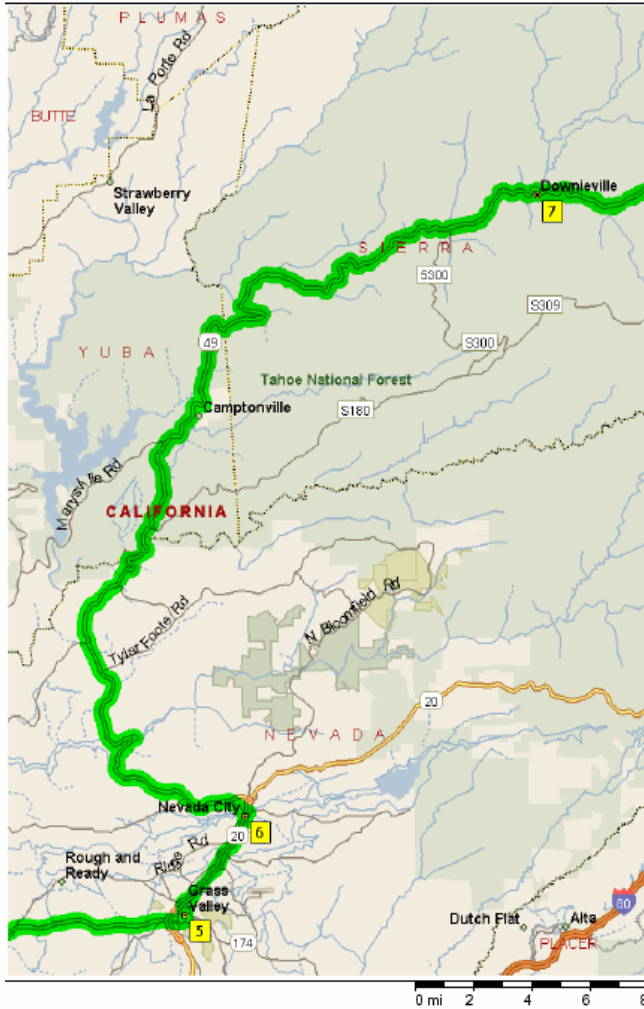 PLUMAS
La Porte Rd
BUTTE
Strawberry
Valley
Downieville
7
SIERRA
5300
S309
49
YUBA
S300
Tahoe National Forest
Camptonville
S180
Marysville Rd
CALIFORNIA
N Bloomfield Rd
Tyler Foote Rd
20
NEVADA
Nevada City
6
20
Ridge Rd
Rough and
Ready
Grass
Valley
80
5
174
Dutch Flat
Alta
PLACER
0 mi 2 4 6 8